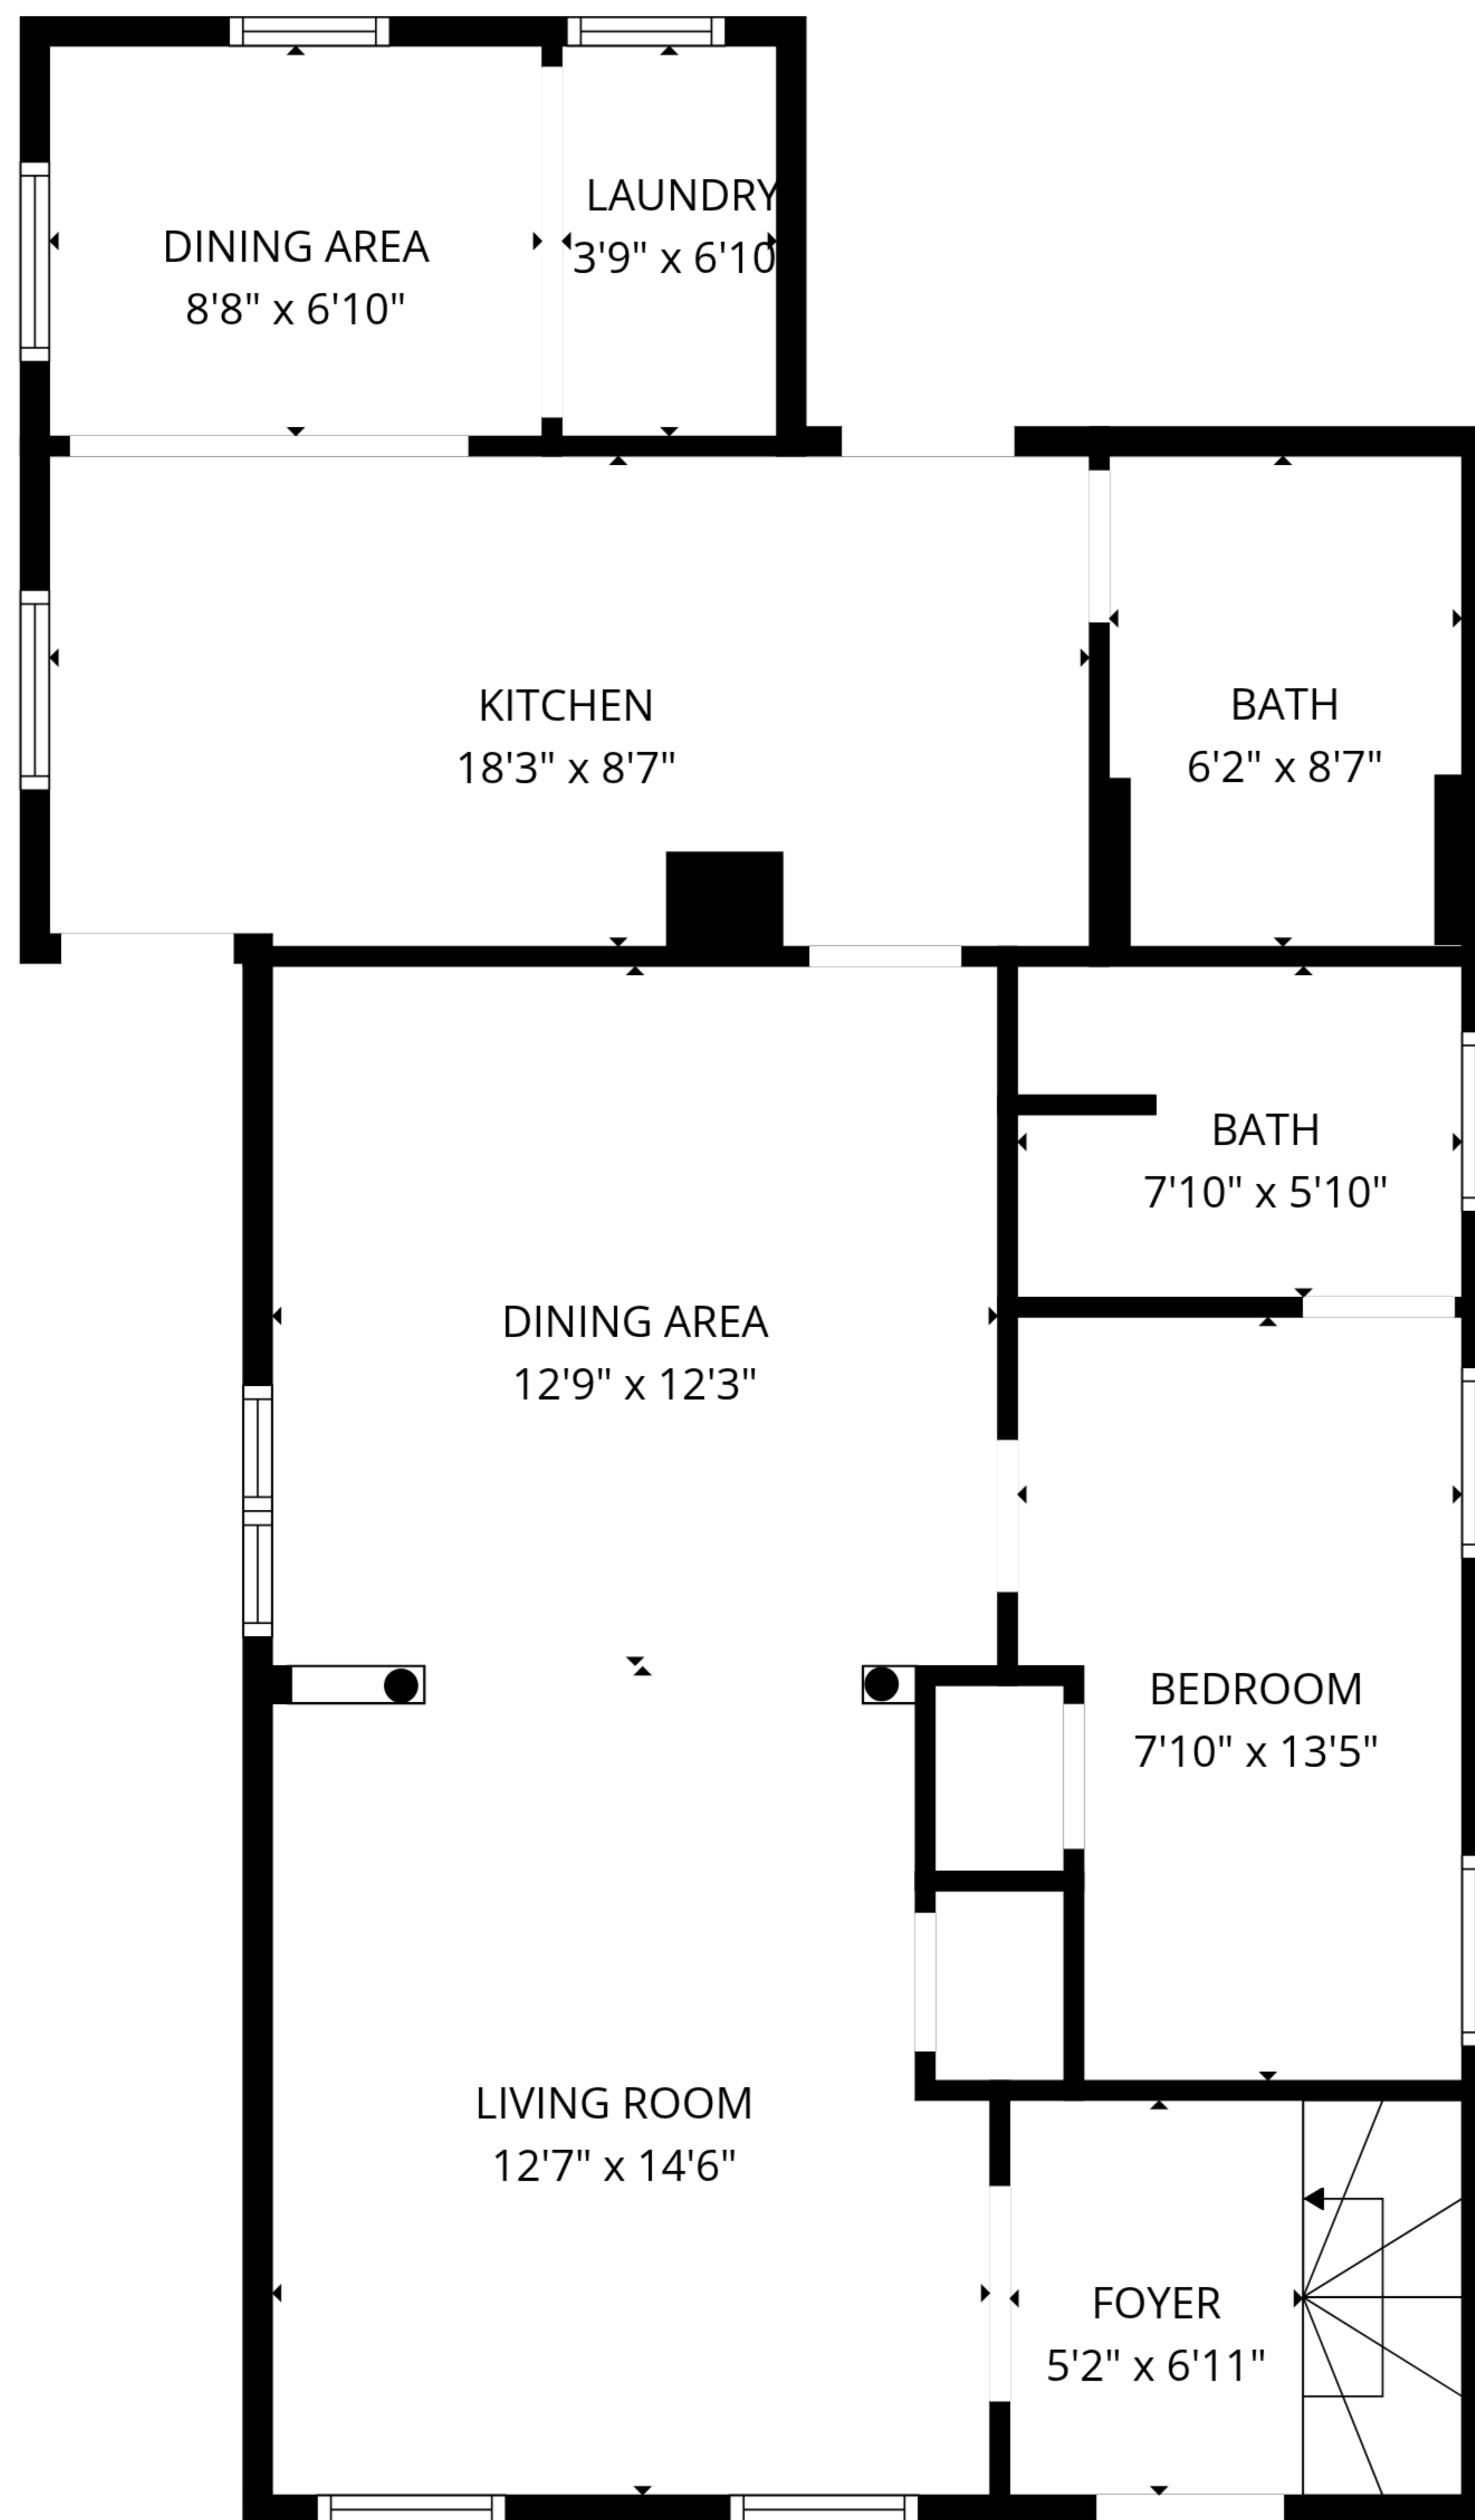 LAUNDRY
3'9" x 6'10
DINING AREA
8'8" x 6'10"
KITCHEN
18'3" x 8'7"
BATH
6'2" x 8'7"
BATH
7'10" x 5'10"
DINING AREA
12'9" x 12'3"
BEDROOM
7'10" x 13'5"
LIVING ROOM
12'7" x 14'6"
FOYER
5'2" x 6'11"